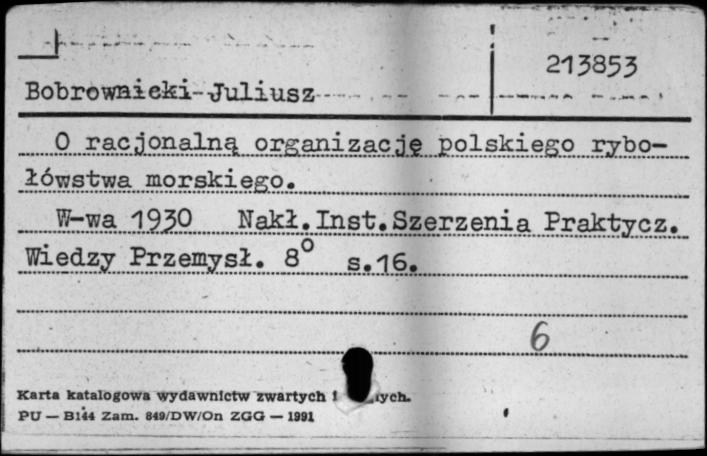 213853
Bobrownicki Juliusz
O racjonalną organizację polskiego rybo-
łówstwa morskiego.
W-wa 1930 Nakł.Inst.Szerzenia Praktycz.
Wiedzy Przemysł. 8° s.16.
6
Karta katalogowa wydawnictw zwartych i
PU — B144 Zam. 849/DW/On ZGG — 1991